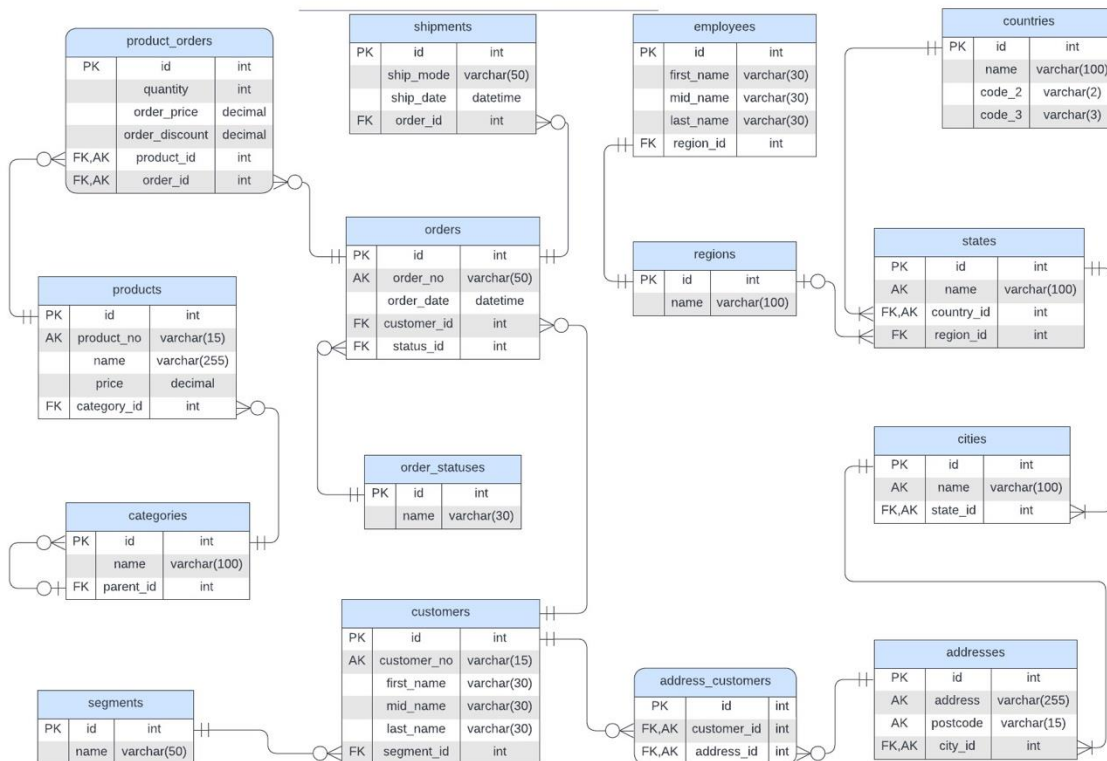 product_orders
PK id int
quantity int
order_price decimal
order_discount decimal
FK,AK product_id int
FK,AK order_id int
shipments
PK id int
ship_mode varchar(50)
ship_date datetime
FK order_id int
employees
PK id int
first_name varchar(30)
mid_name varchar(30)
last_name varchar(30)
FK region_id int
countries
PK id int
name varchar(100)
code_2 varchar(2)
code_3 varchar(3)
products
PK id int
AK product_no varchar(15)
name varchar(255)
price decimal
FK category_id int
orders
PK id int
AK order_no varchar(50)
order_date datetime
FK customer_id int
FK status_id int
regions
PK id int
name varchar(100)
states
PK id int
AK name varchar(100)
FK,AK country_id int
FK region_id int
categories
PK id int
name varchar(100)
FK parent_id int
order_statuses
PK id int
name varchar(30)
cities
PK id int
AK name varchar(100)
FK,AK state_id int
segments
PK id int
name varchar(50)
customers
PK id int
AK customer_no varchar(15)
first_name varchar(30)
mid_name varchar(30)
last_name varchar(30)
FK segment_id int
address_customers
PK id int
FK,AK customer_id int
FK,AK address_id int
addresses
PK id int
AK address varchar(255)
AK postcode varchar(15)
FK,AK city_id int